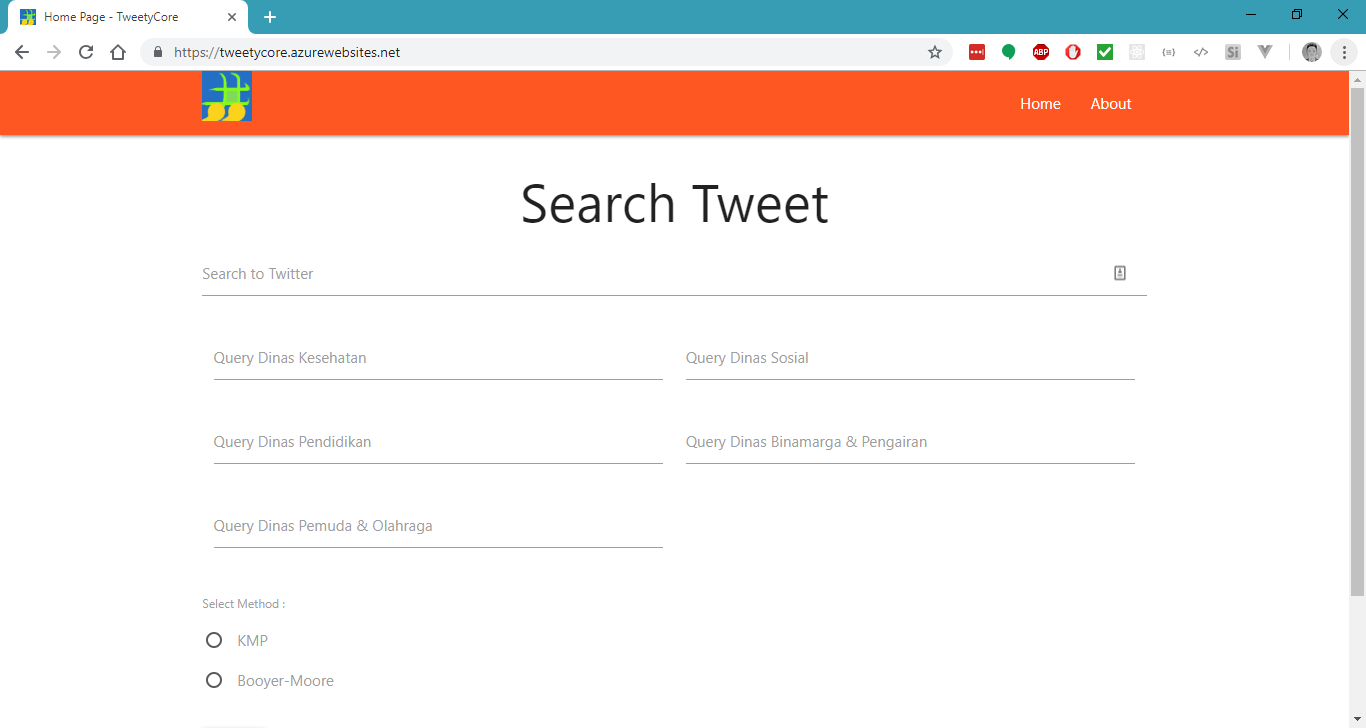 Home Page - TweetyCore
https://tweetycore.azurewebsites.net
ABP
Si
Home About
Search Tweet
Search to Twitter
Query Dinas Kesehatan Query Dinas Sosial
Query Dinas Pendidikan Query Dinas Binamarga & Pengairan
Query Dinas Pemuda & Olahraga
Select Method :
KMP
Booyer-Moore